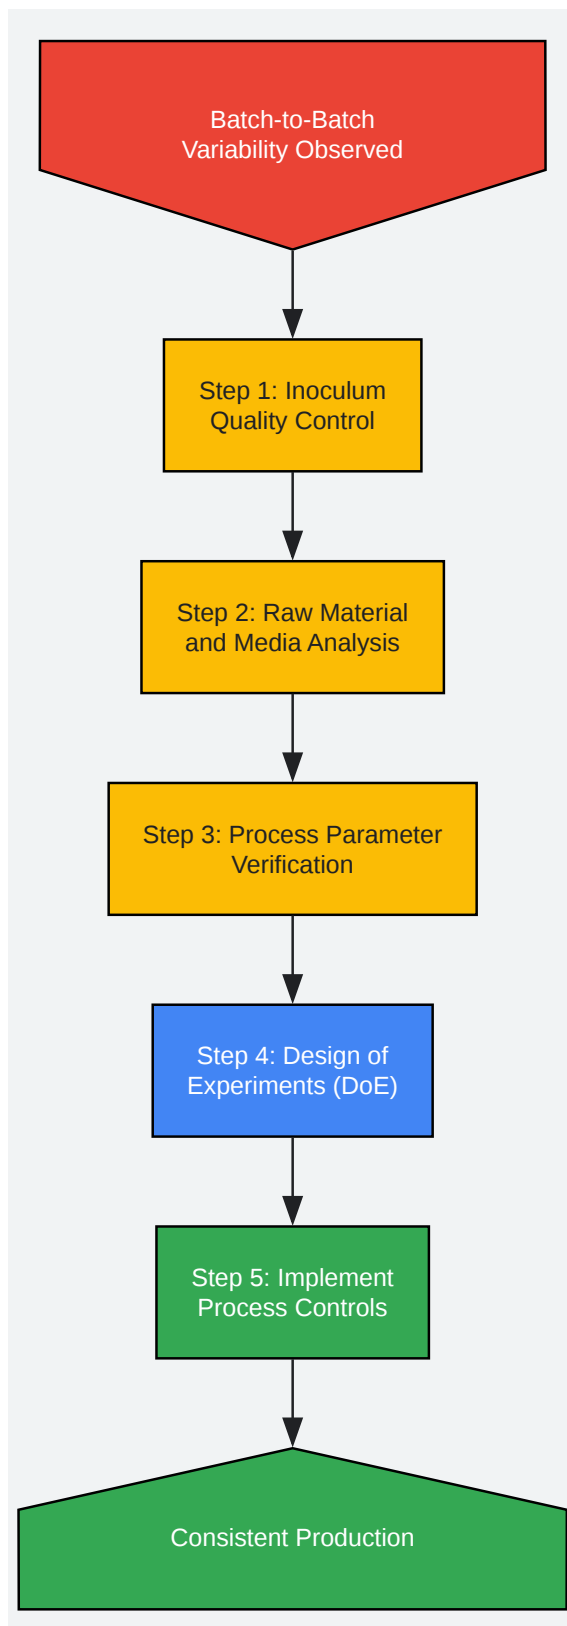 Batch-to-Batch
Variability Observed
Step 1: Inoculum
Quality Control
Step 2: Raw Material
and Media Analysis
Step 3: Process Parameter
Verification
Step 4: Design of
Experiments (DoE)
Step 5: Implement
Process Controls
Consistent Production